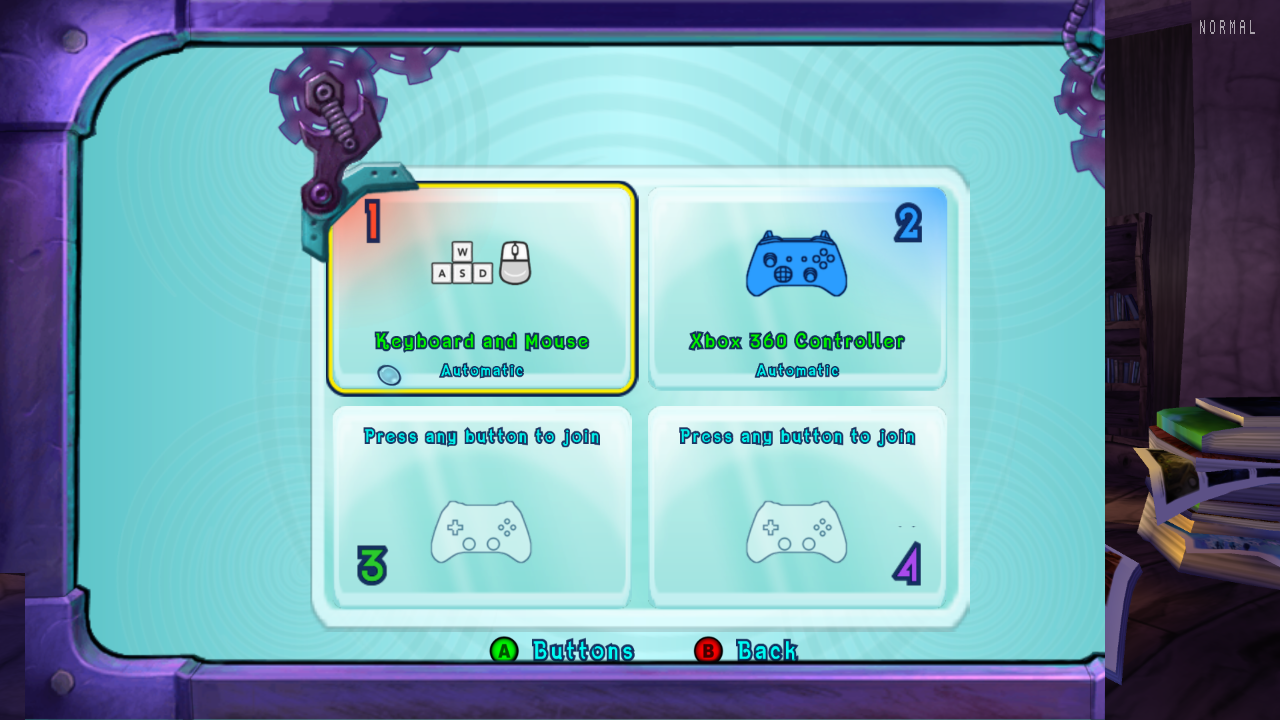 NORMAL
1
2
W
A S D
Keyboard and Mouse
Automatic
Xbox 360 Controller
Automatic
Press any button to join
Press any button to join
3
4
A Buttons
B Back